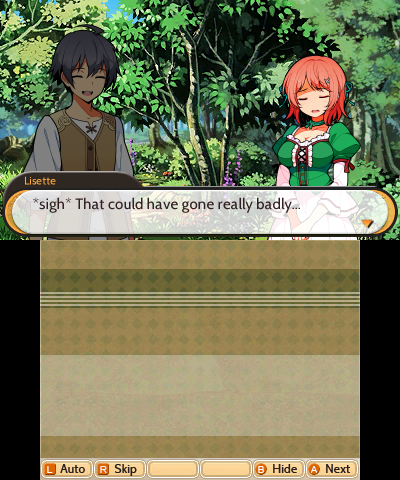 Lisette
*sigh* That could have gone really badly...
L Auto R Skip B Hide A Next